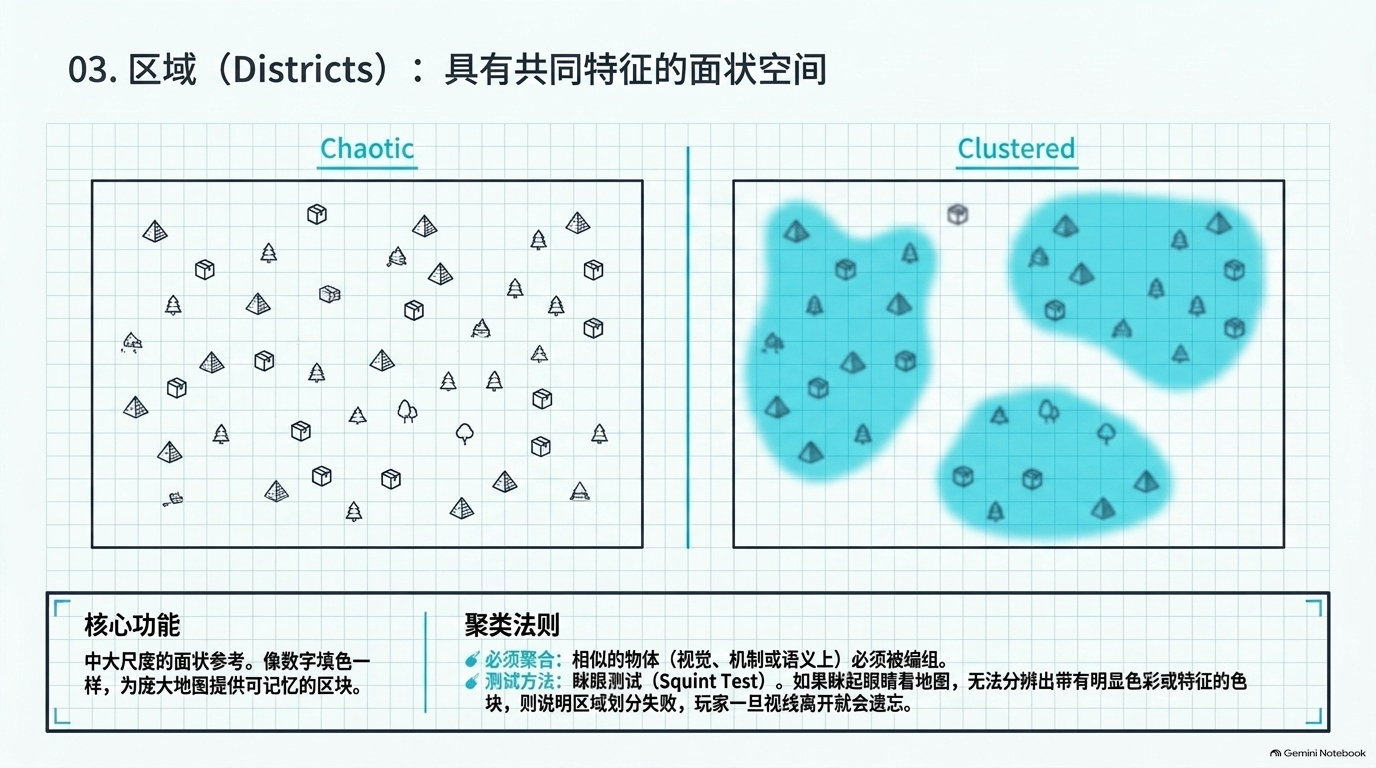 03. 区域（Districts）：具有共同特征的面状空间
Chaotic
Clustered
核心功能
中大尺度的面状参考。像数字填色一
样，为庞大地图提供可记忆的区块。
聚类法则
必须聚合：相似的物体（视觉、机制或语义上）必须被编组。
测试方法：眯眼测试（Squint Test）。如果眯起眼睛看地图，无法分辨出带有明显色彩或特征的色
块，则说明区域划分失败，玩家一旦视线离开就会遗忘。
Gemini Notebook